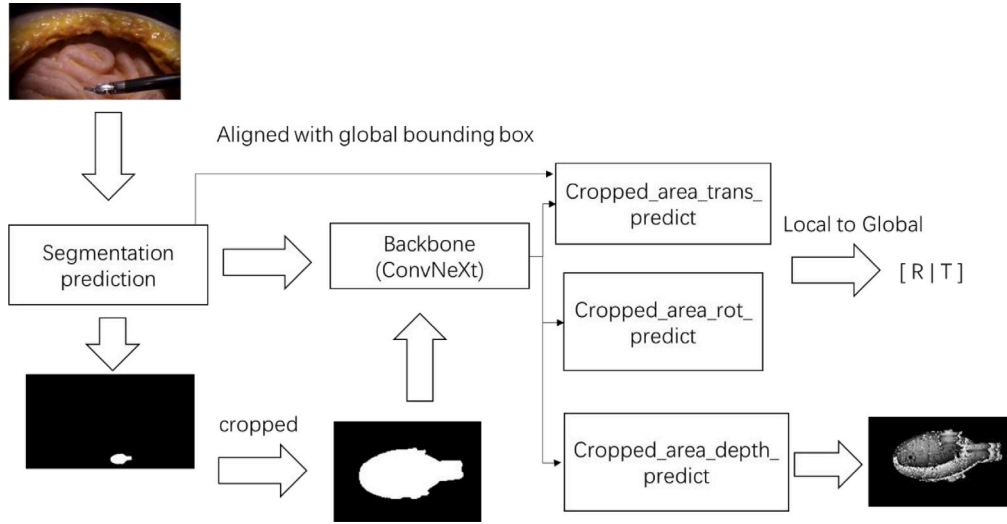 Aligned with global bounding box
Segmentation
prediction
Backbone
(ConvNeXt)
Cropped_area_trans_
predict
Local to Global
[ R | T ]
Cropped_area_rot_
predict
cropped
Cropped_area_depth_
predict